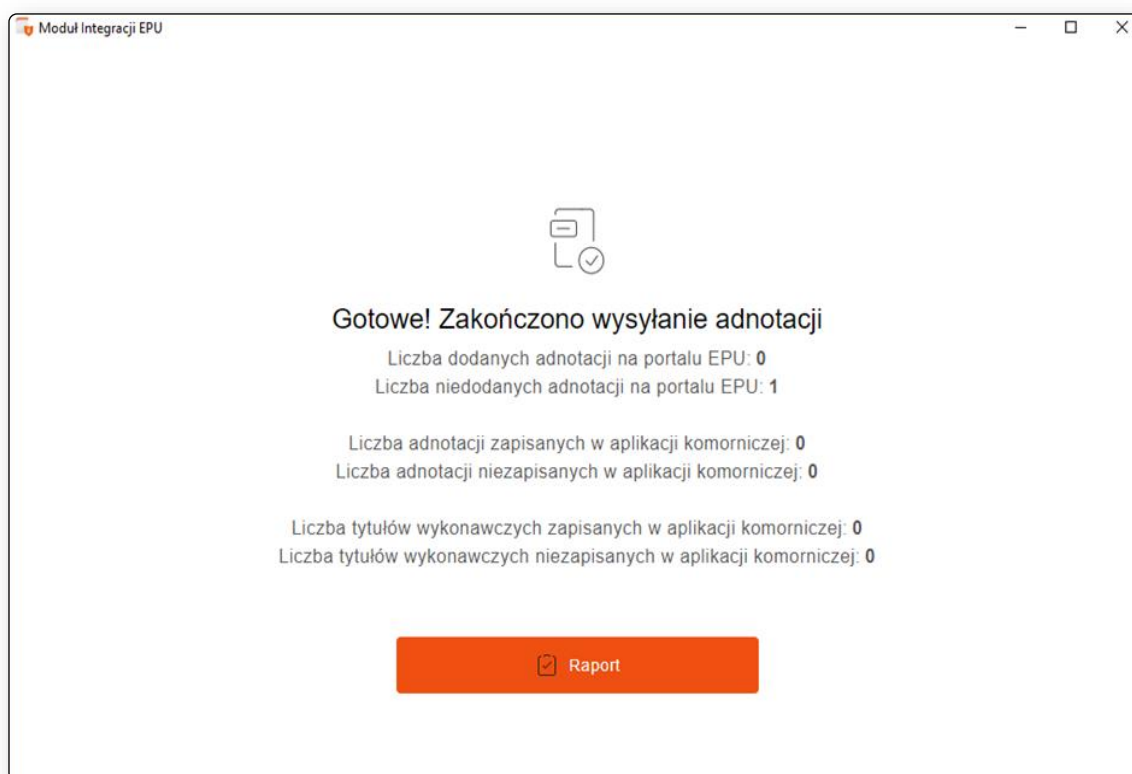 Moduł Integracji EPU
Gotowe! Zakończono wysyłanie adnotacji
Liczba dodanych adnotacji na portalu EPU: 0
Liczba niedodanych adnotacji na portalu EPU: 1
Liczba adnotacji zapisanych w aplikacji komorniczej: 0
Liczba adnotacji niezapisanych w aplikacji komorniczej: 0
Liczba tytułów wykonawczych zapisanych w aplikacji komorniczej: 0
Liczba tytułów wykonawczych niezapisanych w aplikacji komorniczej: 0
Raport